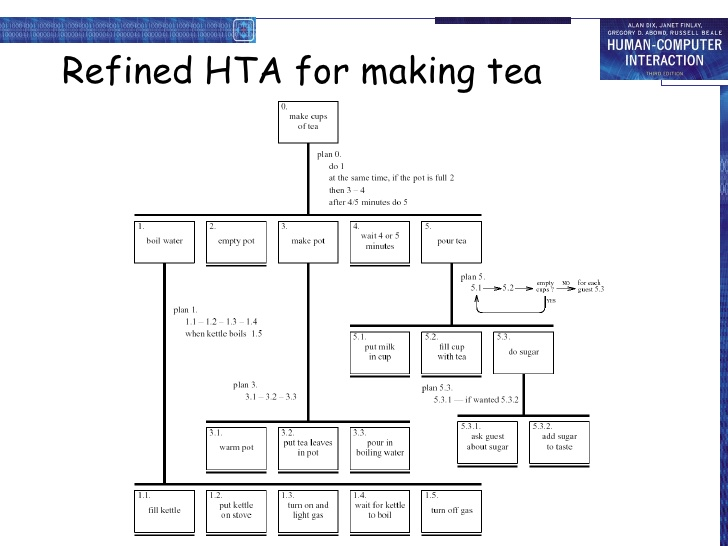 ALAN DIX, JANET FINLAY,
GREGORY D. ABOWD, RUSSELL BEALE
HUMAN-COMPUTER
INTERACTION
THIRD EDITION
Refined HTA for making tea
0.
make cups
of tea
plan 0.
do 1
at the same time, if the pot is full 2
then 3 – 4
after 4/5 minutes do 5
1.
boil water
2.
empty pot
3.
make pot
4.
wait 4 or 5
minutes
5.
pour tea
plan 5.
5.1
5.2
empty
cups ?
NO
for each
guest 5.3
YES
plan 1.
1.1 – 1.2 – 1.3 – 1.4
when kettle boils 1.5
5.1.
put milk
in cup
5.2.
fill cup
with tea
5.3.
do sugar
plan 3.
3.1 – 3.2 – 3.3
plan 5.3.
5.3.1 — if wanted 5.3.2
3.1.
warm pot
3.2.
put tea leaves
in pot
3.3.
pour in
boiling water
5.3.1.
ask guest
about sugar
5.3.2.
add sugar
to taste
1.1.
fill kettle
1.2.
put kettle
on stove
1.3.
turn on and
light gas
1.4.
wait for kettle
to boil
1.5.
turn off gas